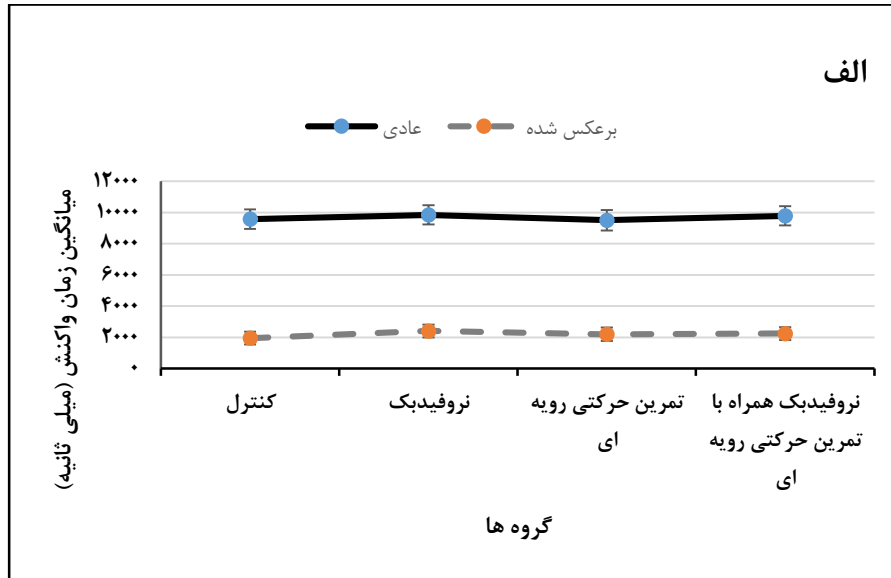 الف
عادی
برعکس شده
میانگین زمان واکنش (میلی ثانیه)
۱۲۰۰۰
۱۰۰۰۰
۸۰۰۰
۶۰۰۰
۴۰۰۰
۲۰۰۰
۰
کنترل
نروفیدبک
تمرین حرکتی رویه
ای
نروفیدبک همراه با
تمرین حرکتی رویه
ای
گروه ها